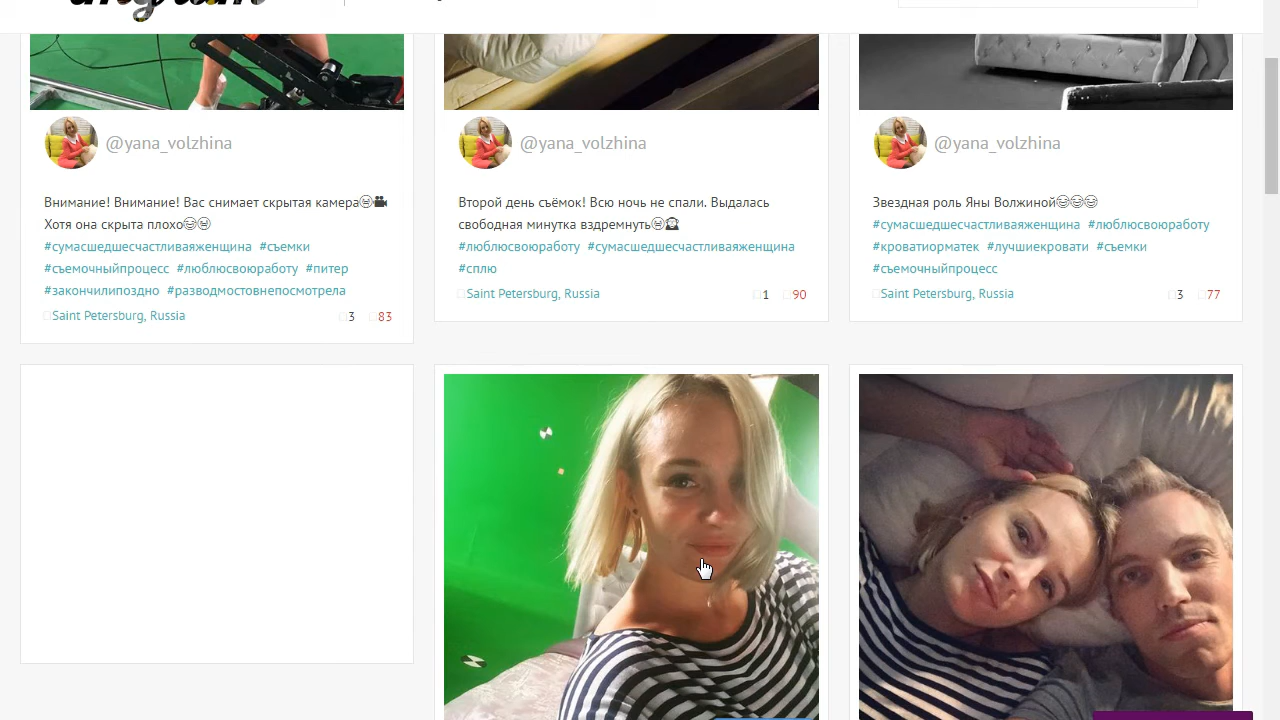 @yana_volzhina
Внимание! Внимание! Вас снимает скрытая камера😂🎥
Хотя она скрыта плохо😏😂
#сумасшедшесчастливаяженщина #съемки
#съемочныйпроцесс #люблюсвоюработу #питер
#закончилипоздно #разводмостовнепосмотрела
Saint Petersburg, Russia 3 83
@yana_volzhina
Второй день съёмок! Всю ночь не спали. Выдалась
свободная минутка вздремнуть😂🙊
#люблюсвоюработу #сумасшедшесчастливаяженщина
#сплю
Saint Petersburg, Russia 1 90
@yana_volzhina
Звездная роль Яны Волжиной😂😂😂
#сумасшедшесчастливаяженщина #люблюсвоюработу
#кроватиорматек #лучшиекровати #съемки
#съемочныйпроцесс
Saint Petersburg, Russia 3 77